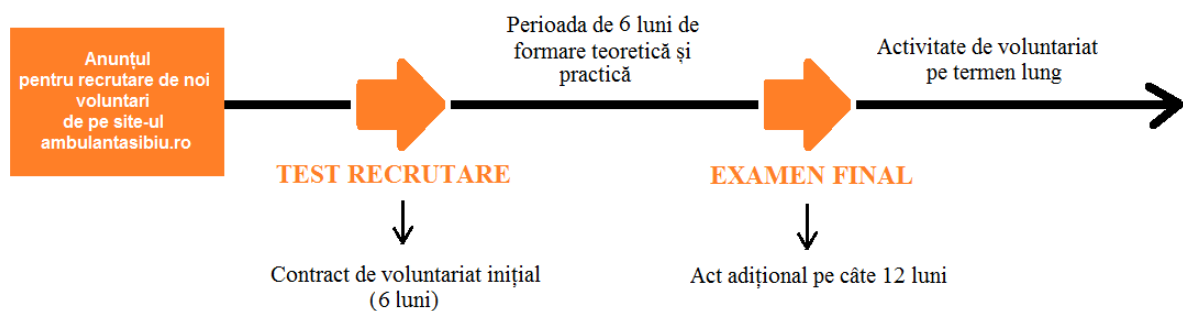 Anunțul
pentru recrutare de noi
voluntari
de pe site-ul
ambulantasibiu.ro
TEST RECRUTARE
Contract de voluntariat inițial
(6 luni)
Perioada de 6 luni de
formare teoretică și
practică
EXAMEN FINAL
Act adițional pe câte 12 luni
Activitate de voluntariat
pe termen lung